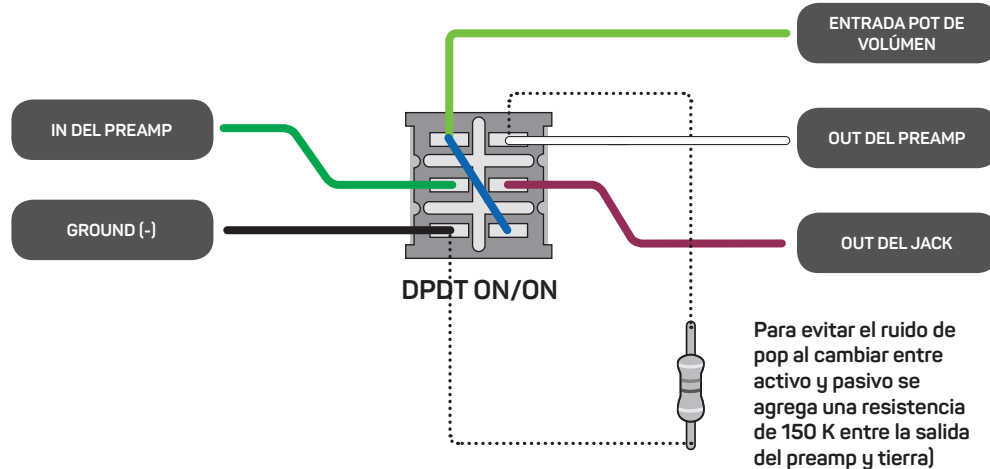 ENTRADA POT DE
VOLÚMEN
IN DEL PREAMP
OUT DEL PREAMP
GROUND (-)
OUT DEL JACK
DPDT ON/ON
Para evitar el ruido de
pop al cambiar entre
activo y pasivo se
agrega una resistencia
de 150 K entre la salida
del preamp y tierra)